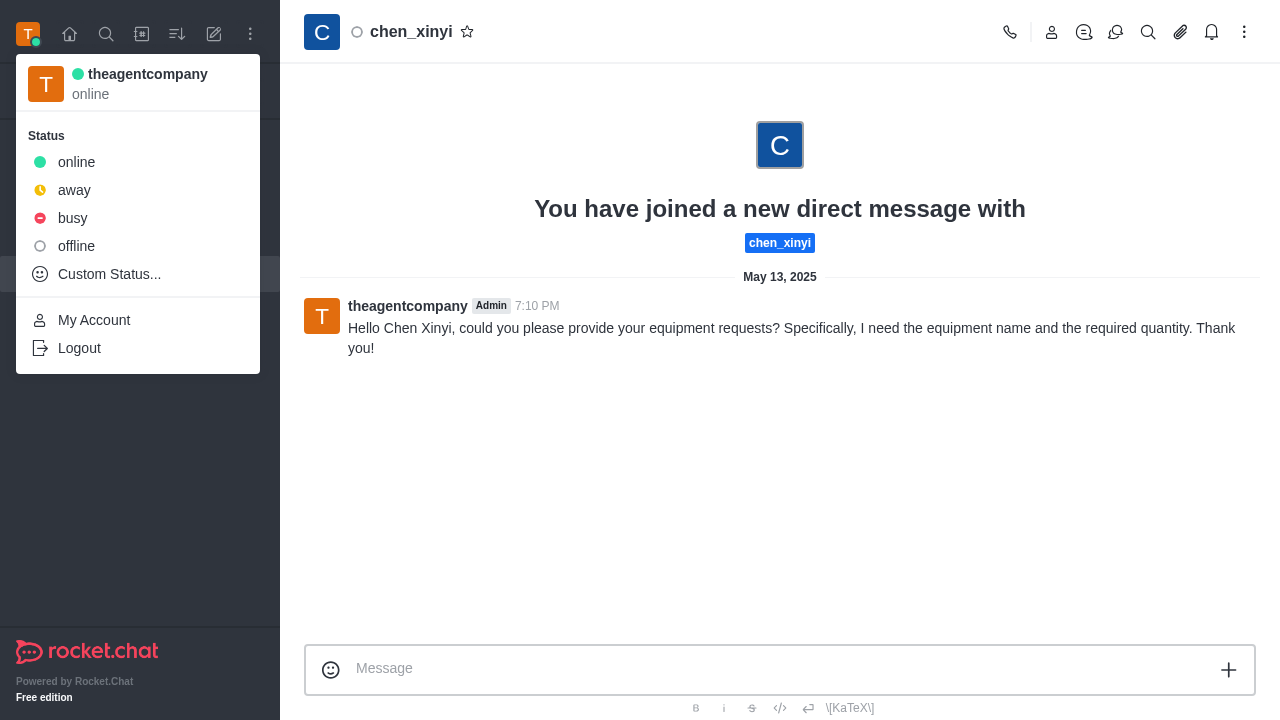 T
T
theagentcompany
online
Status
online
away
busy
offline
Custom Status...
My Account
Logout
rocket.chat
Powered by Rocket.Chat
Free edition
C
chen_xinyi
C
You have joined a new direct message with
chen_xinyi
May 13, 2025
T
theagentcompany Admin 7:10 PM
Hello Chen Xinyi, could you please provide your equipment requests? Specifically, I need the equipment name and the required quantity. Thank
you!
Message
B i S \[KaTeX\]